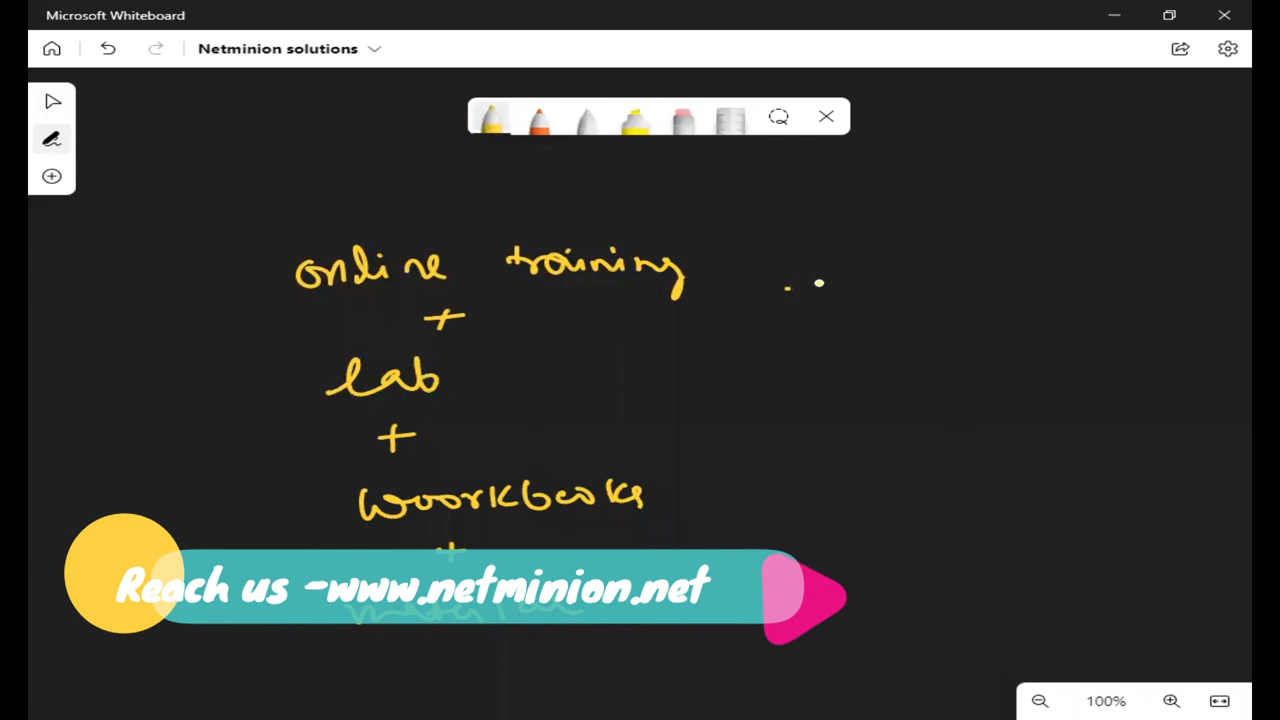 Microsoft Whiteboard
Netminion solutions
online training
+
lab
+
woorkbooks
+
Reach us -www.netminion.net
100%